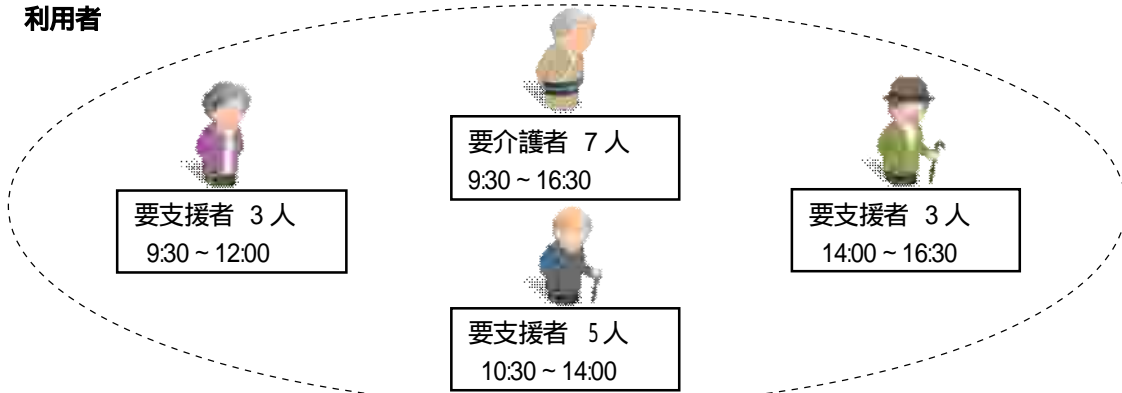 利用者
要介護者 7人
9:30～16:30
要支援者 3人
9:30～12:00
要支援者 3人
14:00～16:30
要支援者 5人
10:30～14:00